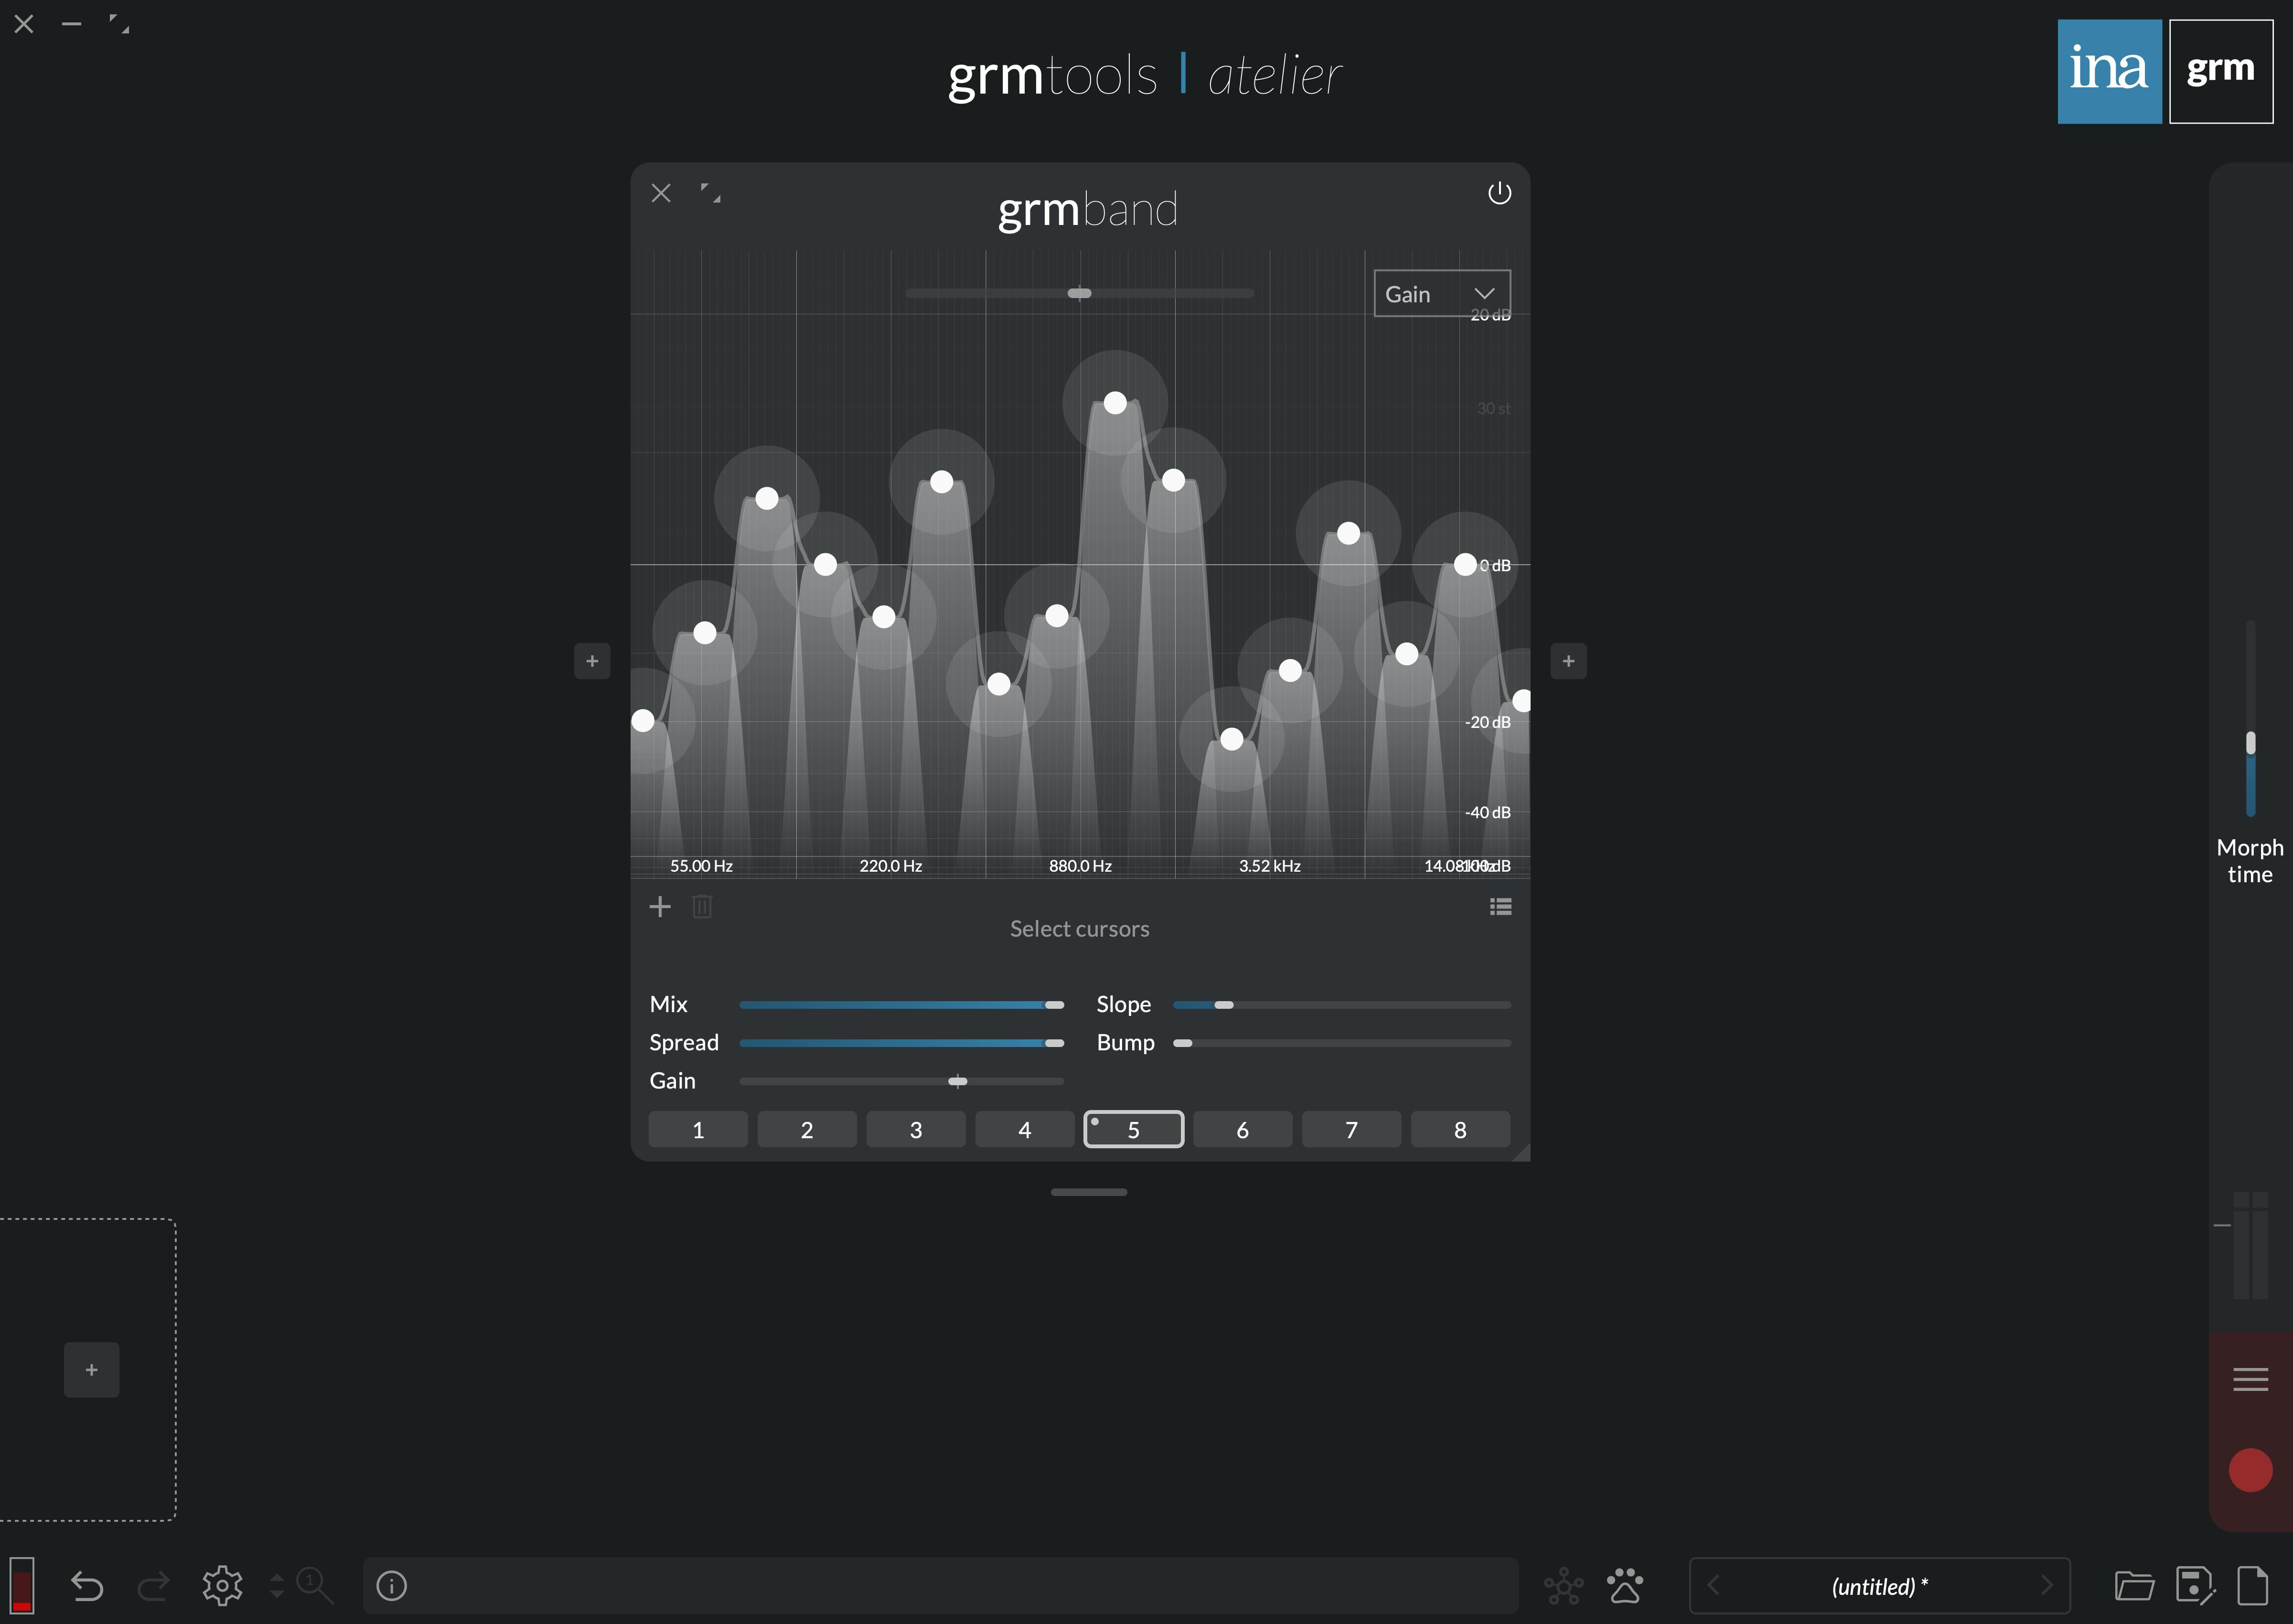 grmtools | atelier
ina grm
grmband
Gain
20 dB
30 st
0 dB
-20 dB
-40 dB
55.00 Hz 220.0 Hz 880.0 Hz 3.52 kHz
Select cursors
Mix Slope
Spread Bump
Gain
1 2 3 4 5 6 7 8
Morph
time
1
(untitled) *